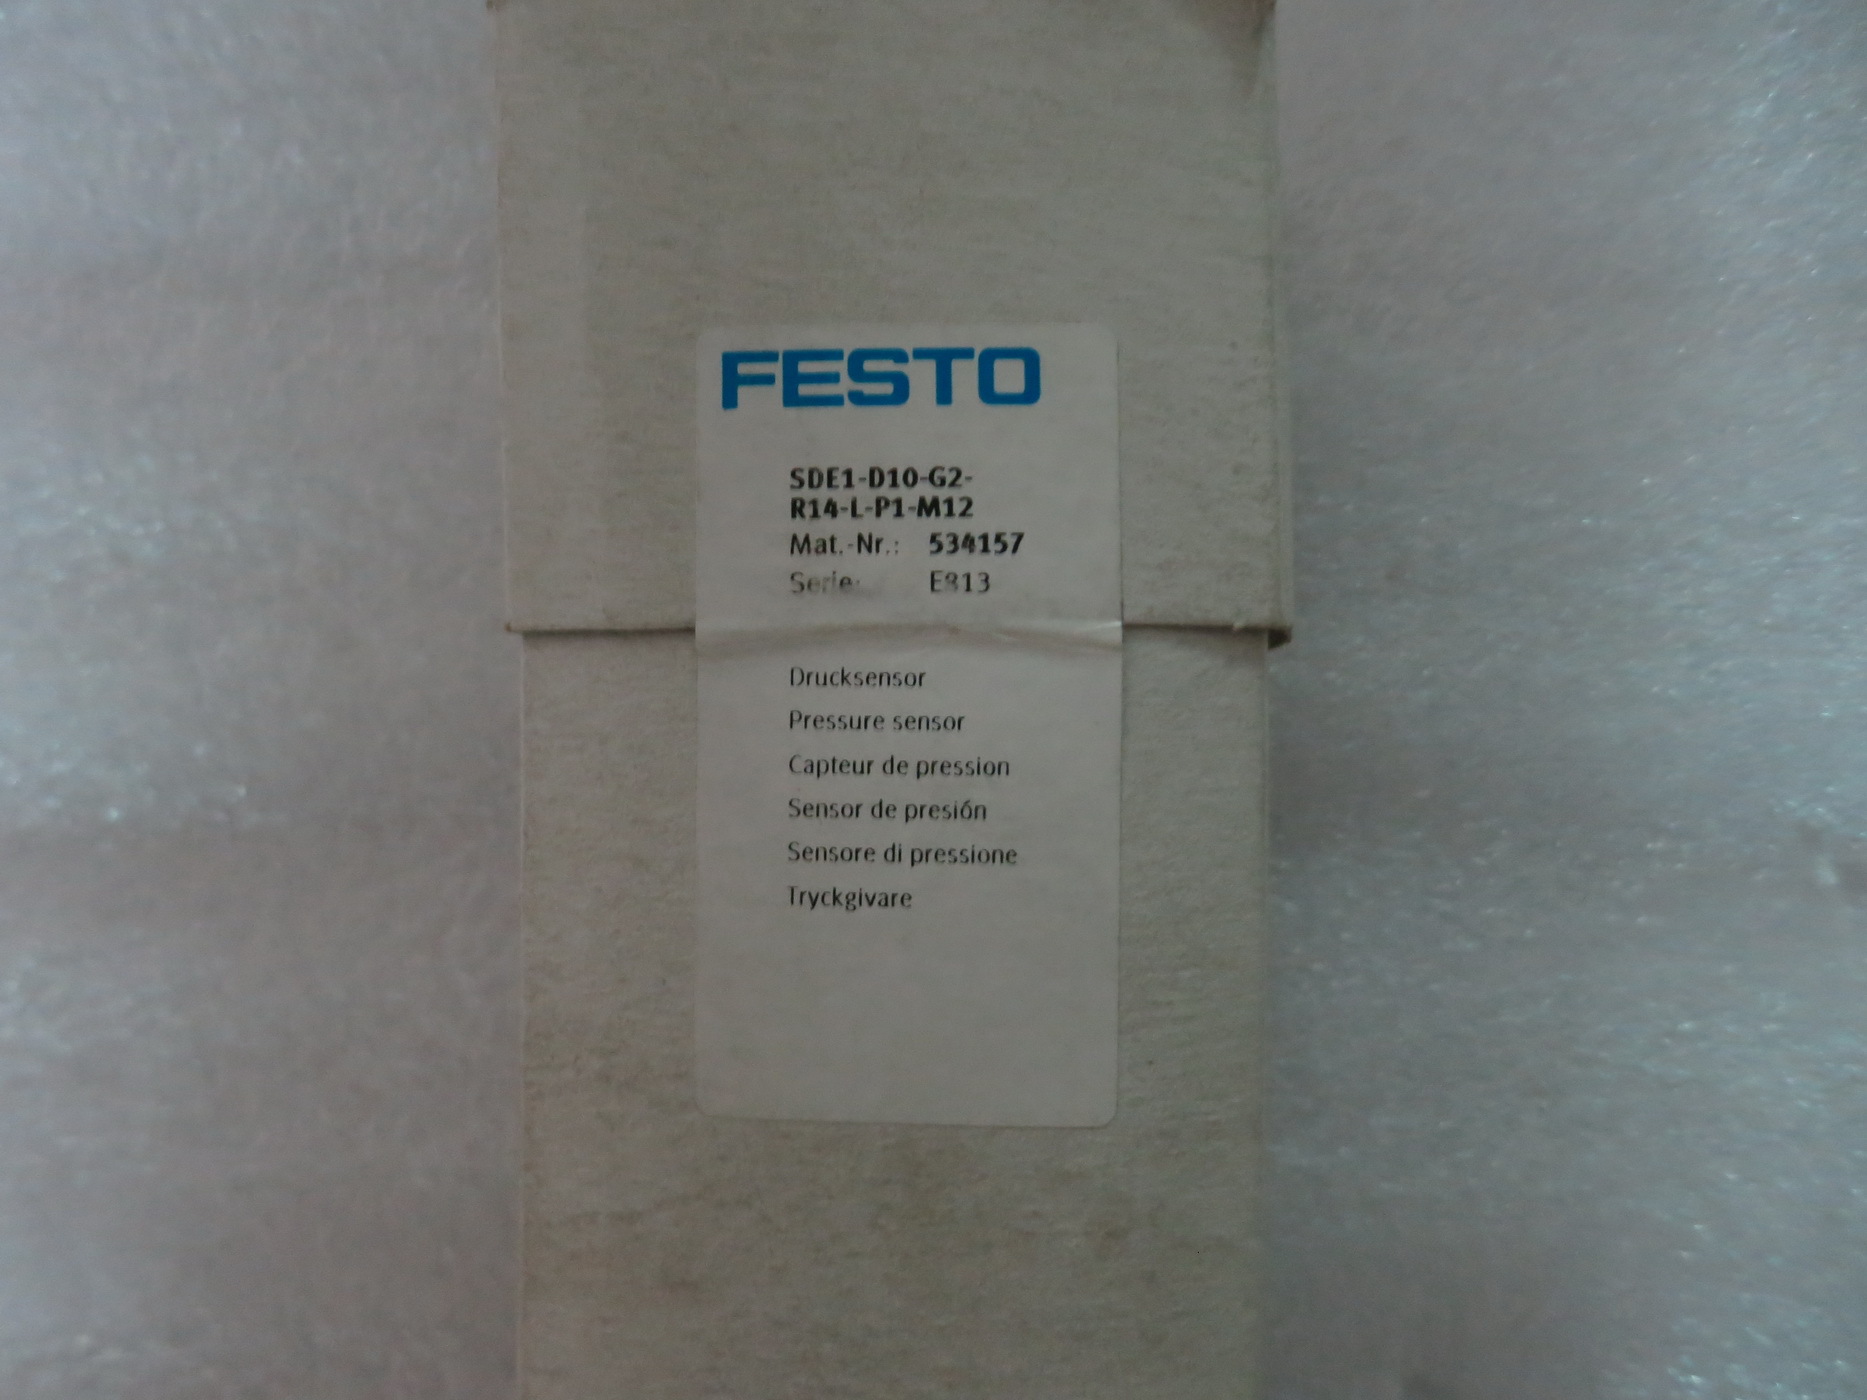 FESTO
SDE1-D10-G2-
R14-L-P1-M12
Mat.-Nr.: 534157
Serie:
Drucksensor
Pressure sensor
Capteur de pression
Sensor de presión
Sensore di pressione
Tryckgivare